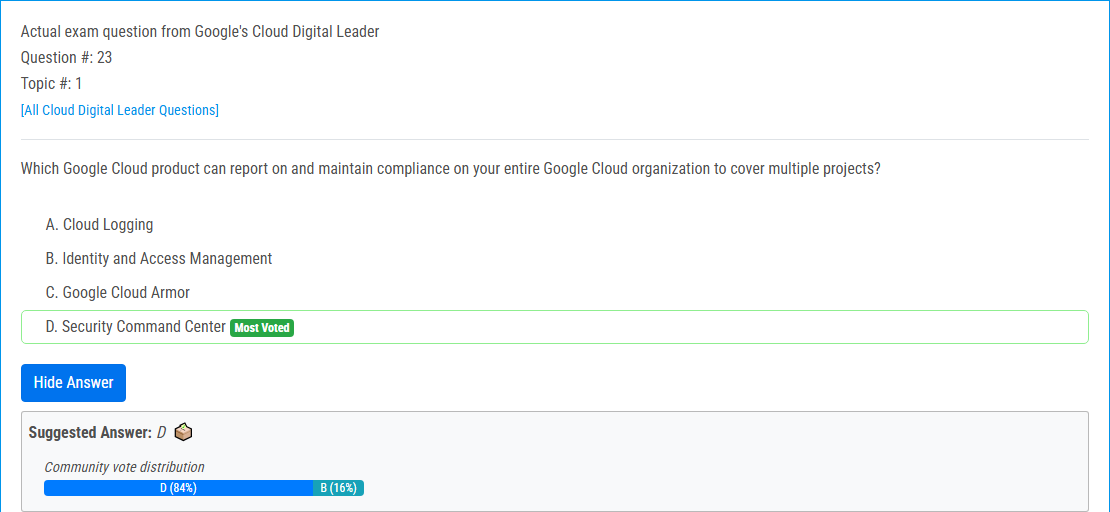 Actual exam question from Google's Cloud Digital Leader
Question #: 23
Topic #: 1
[All Cloud Digital Leader Questions]
Which Google Cloud product can report on and maintain compliance on your entire Google Cloud organization to cover multiple projects?
A. Cloud Logging
B. Identity and Access Management
C. Google Cloud Armor
D. Security Command Center Most Voted
Hide Answer
Suggested Answer: D
Community vote distribution
D (84%) B (16%)